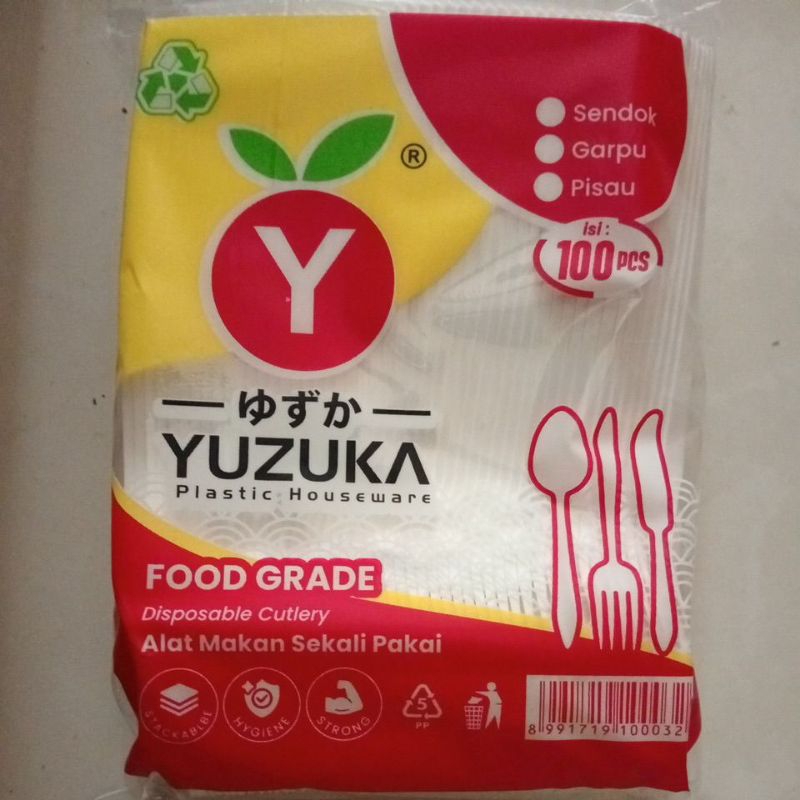 Sendok
Garpu
Pisau
isi :
100 PCS
®
Y
ゆずか
YUZUKA
Plastic Houseware
FOOD GRADE
Disposable Cutlery
Alat Makan Sekali Pakai
STACKABLBE
HYGIENE
STRONG
5
PP
8 991719 100032